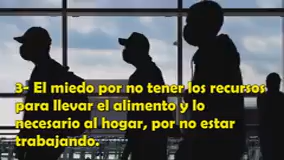 3- El miedo por no tener los recursos
para llevar el alimento y lo
necesario al hogar, por no estar
trabajando.